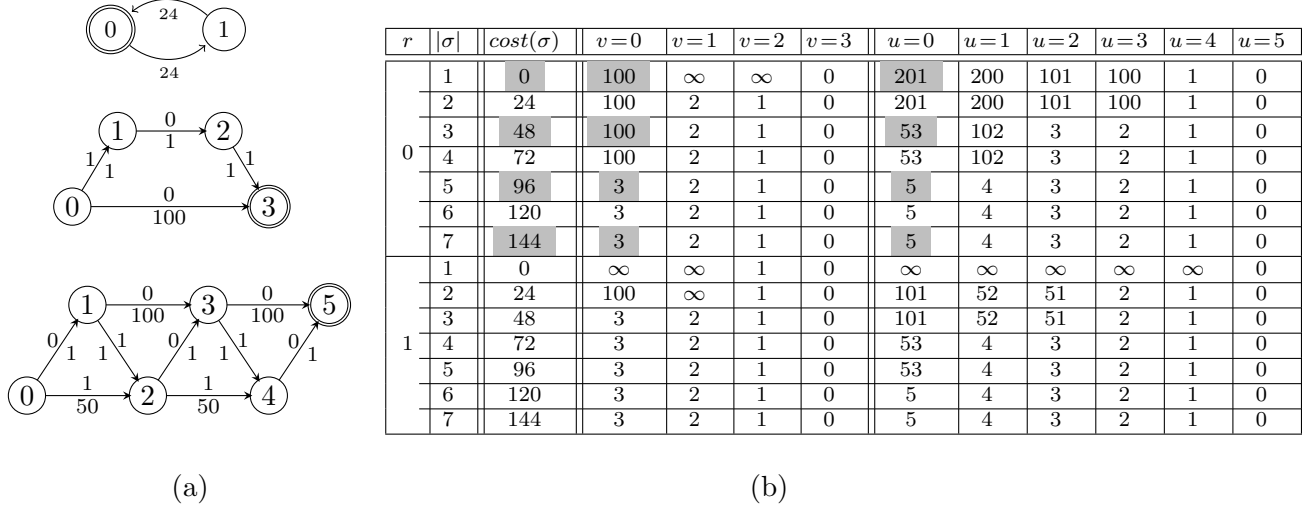 0 1
24
24
1 2
0
1
1 1
1 1
0 3
0
100
1 3 5
0 0
100 100
0 1 1 0 1 1 0 1
0 2 4
1 1
50 50
(a)
r |σ| cost(σ) v=0 v=1 v=2 v=3 u=0 u=1 u=2 u=3 u=4 u=5
1 0 100 ∞ ∞ 0 201 200 101 100 1 0
2 24 100 2 1 0 201 200 101 100 1 0
3 48 100 2 1 0 53 102 3 2 1 0
0 4 72 100 2 1 0 53 102 3 2 1 0
5 96 3 2 1 0 5 4 3 2 1 0
6 120 3 2 1 0 5 4 3 2 1 0
7 144 3 2 1 0 5 4 3 2 1 0
1 0 ∞ ∞ 1 0 ∞ ∞ ∞ ∞ ∞ 0
2 24 100 ∞ 1 0 101 52 51 2 1 0
3 48 3 2 1 0 101 52 51 2 1 0
1 4 72 3 2 1 0 53 4 3 2 1 0
5 96 3 2 1 0 53 4 3 2 1 0
6 120 3 2 1 0 5 4 3 2 1 0
7 144 3 2 1 0 5 4 3 2 1 0
(b)